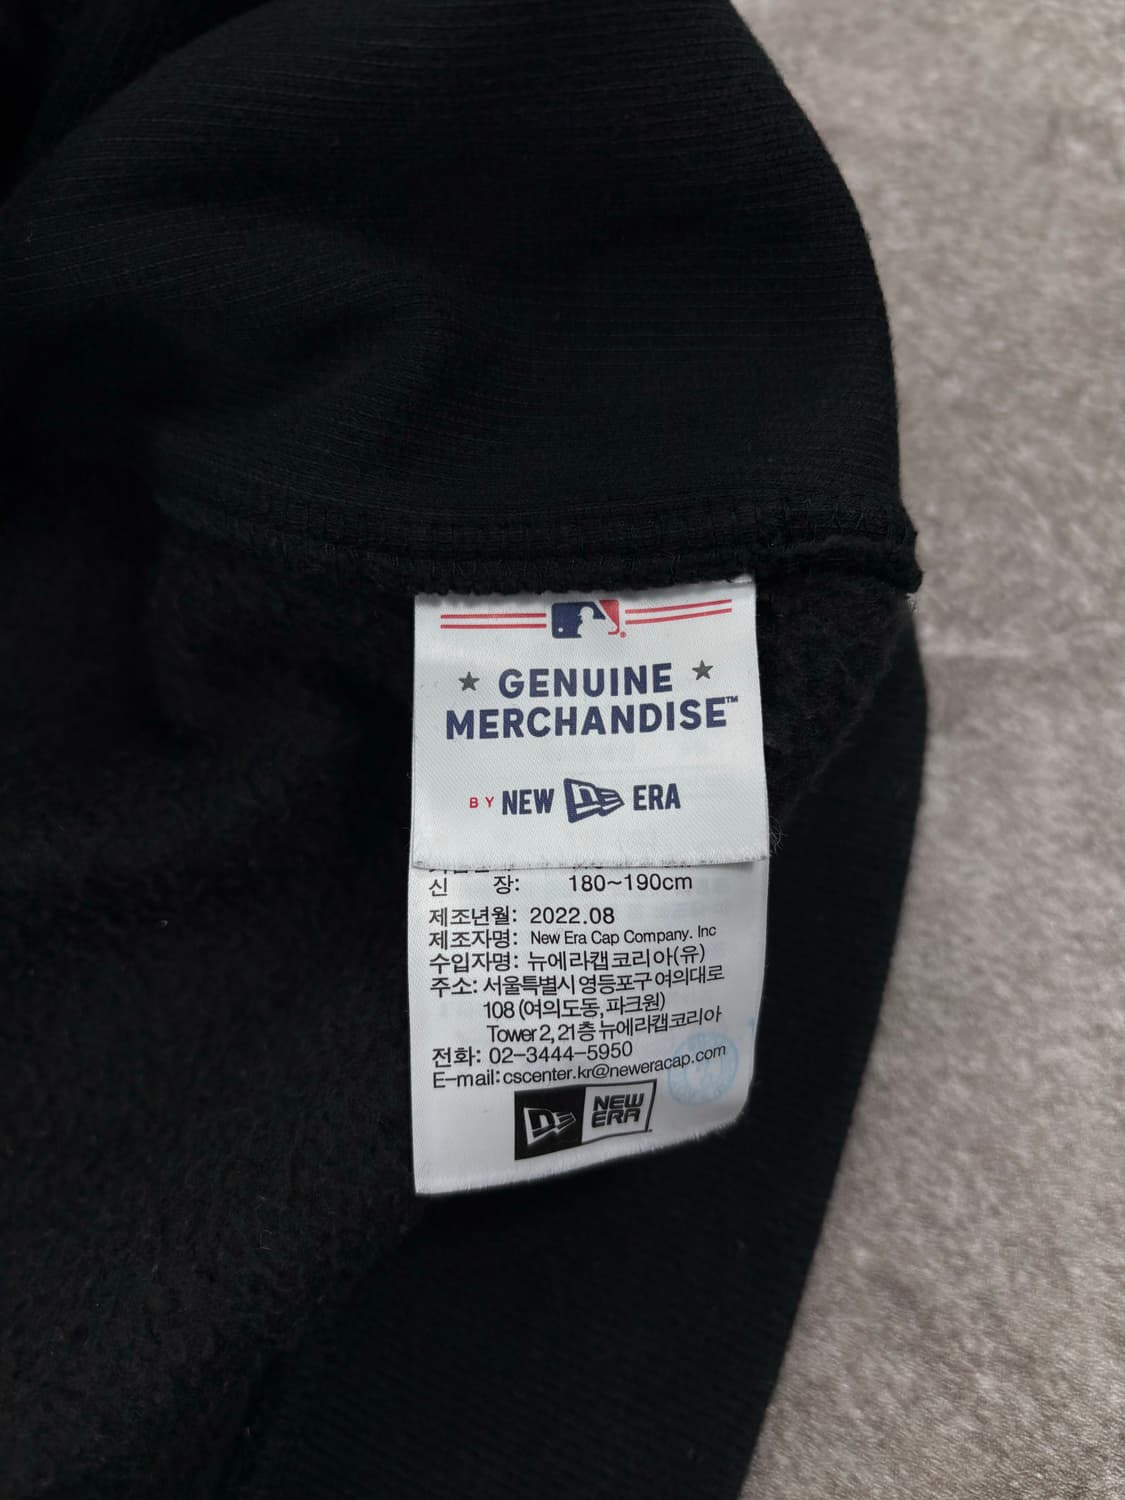 ★ GENUINE ★
MERCHANDISE™
BY NEW ERA
신 장: 180~190cm
제조년월: 2022.08
제조자명: New Era Cap Company. Inc
수입자명: 뉴에라캡코리아(유)
주소: 서울특별시 영등포구 여의대로
108 (여의도동, 파크원)
Tower 2, 21층 뉴에라캡코리아
전화: 02-3444-5950
E-mail: cscenter.kr@neweracap.com
NEW
ERA